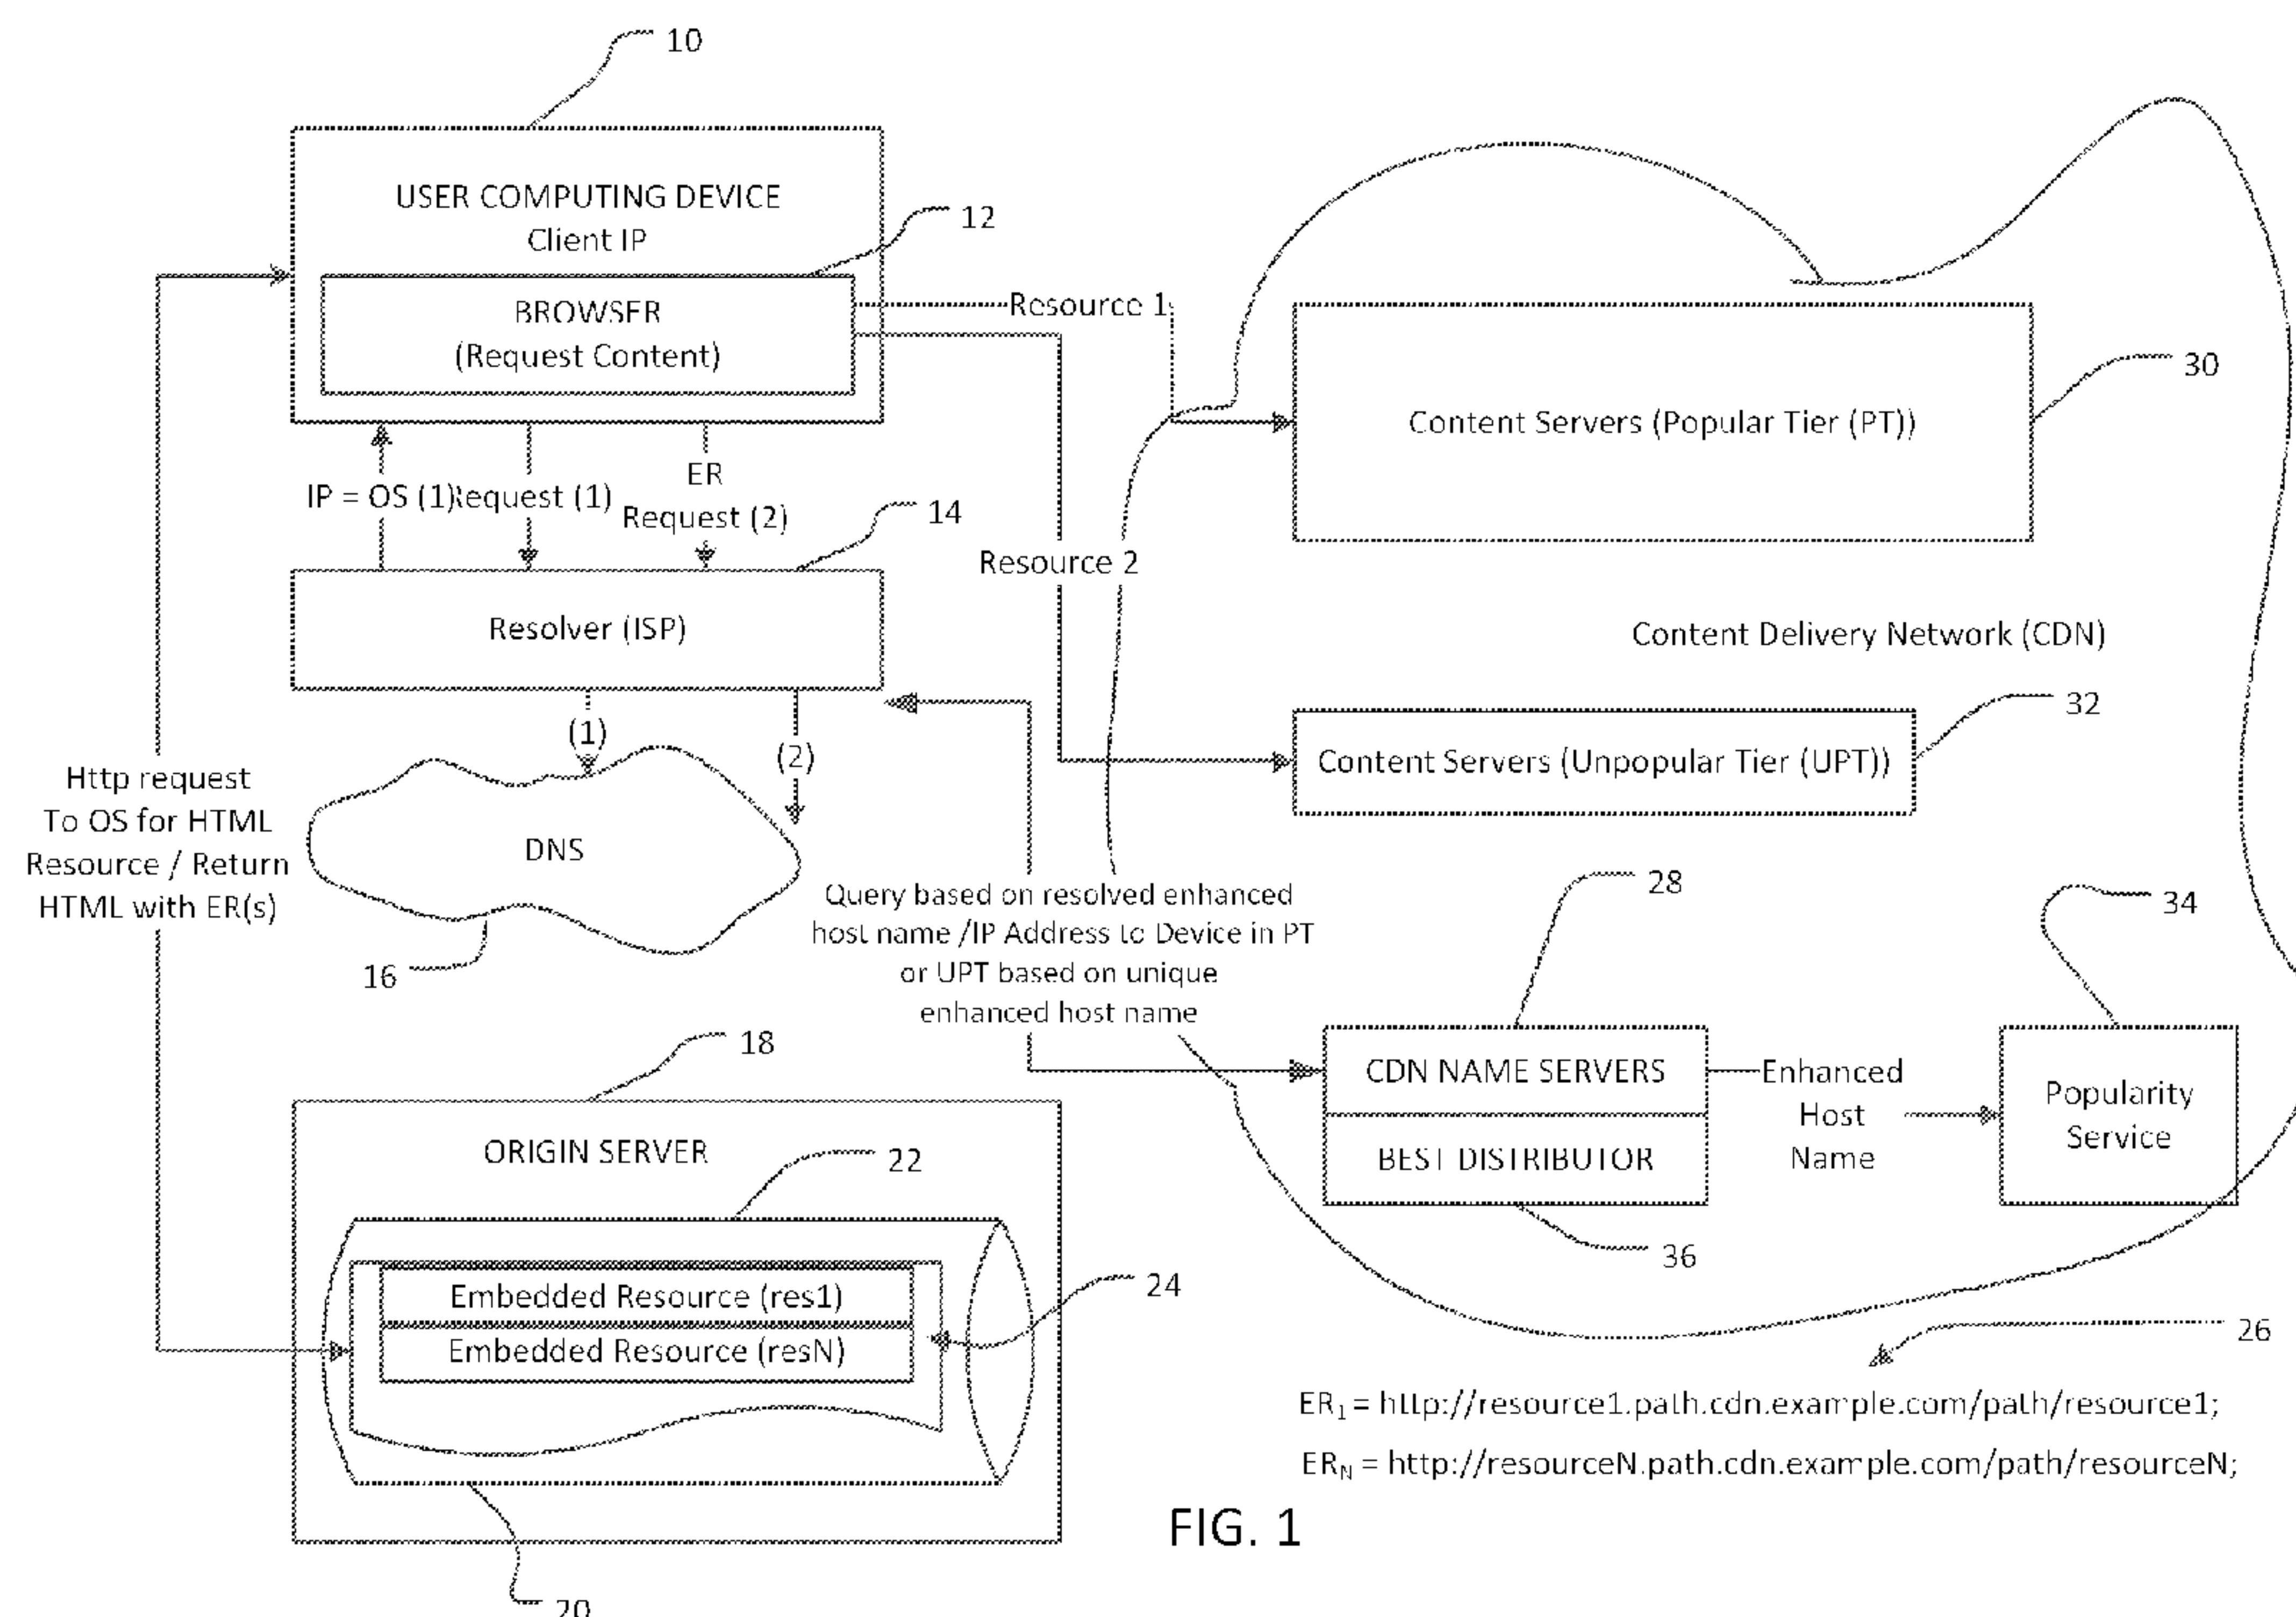 10
USER COMPUTING DEVICE
Client IP
12
BROWSER
(Request Content)
Resource 1
30
Content Servers (Popular Tier (PT))
IP = OS (1)
Request (1)
ER
Request (2)
14
Resource 2
Resolver (ISP)
Content Delivery Network (CDN)
32
Content Servers (Unpopular Tier (UPT))
(1)
(2)
Http request
To OS for HTML
Resource / Return
HTML with ER(s)
DNS
16
Query based on resolved enhanced
host name /IP Address to Device in PT
or UPT based on unique
enhanced host name
28
34
CDN NAME SERVERS
BEST DISTRIBUTOR
Enhanced
Host
Name
Popularity
Service
36
18
ORIGIN SERVER
22
Embedded Resource (res1)
Embedded Resource (resN)
24
26
ER1 = http://resource1.path.cdn.example.com/path/resource1;
ERN = http://resourceN.path.cdn.example.com/path/resourceN;
FIG. 1
20